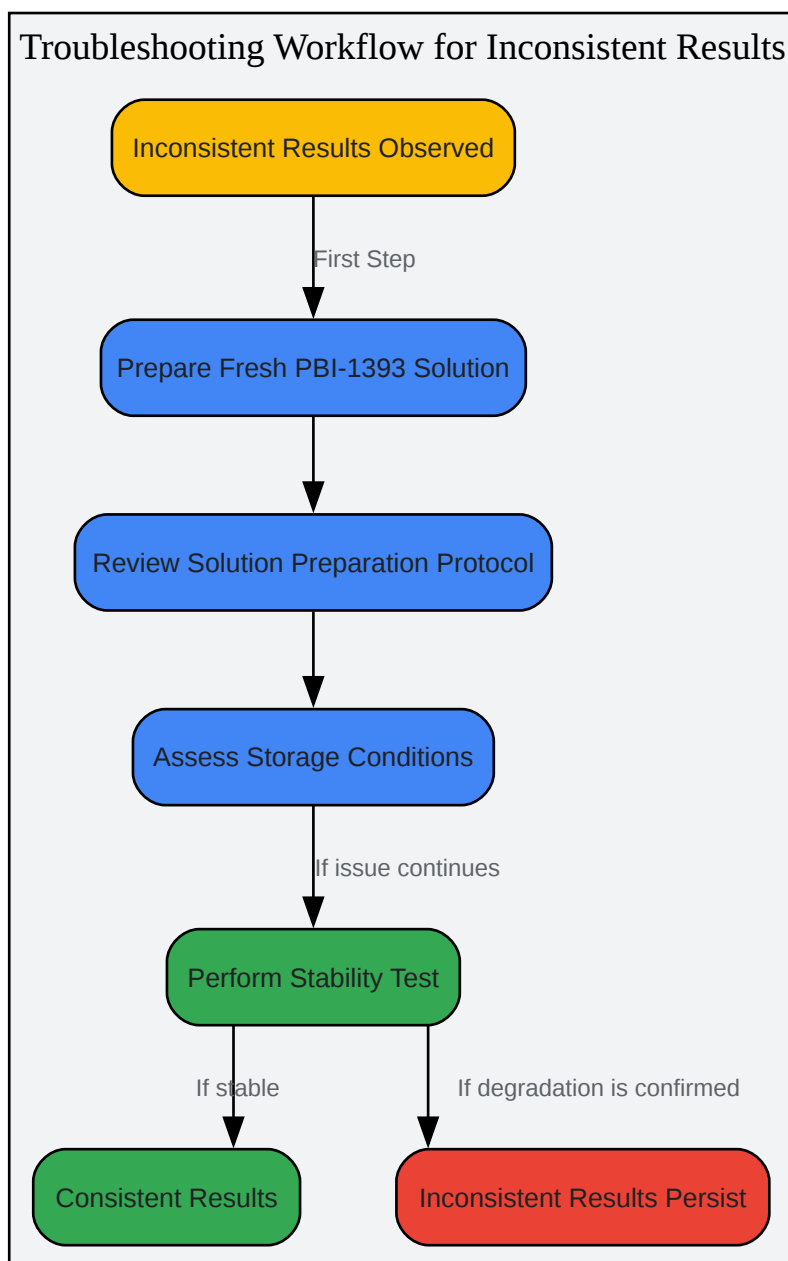 Troubleshooting Workflow for Inconsistent Results
Inconsistent Results Observed
First Step
Prepare Fresh PBI-1393 Solution
Review Solution Preparation Protocol
Assess Storage Conditions
If issue continues
Perform Stability Test
If stable
If degradation is confirmed
Consistent Results
Inconsistent Results Persist